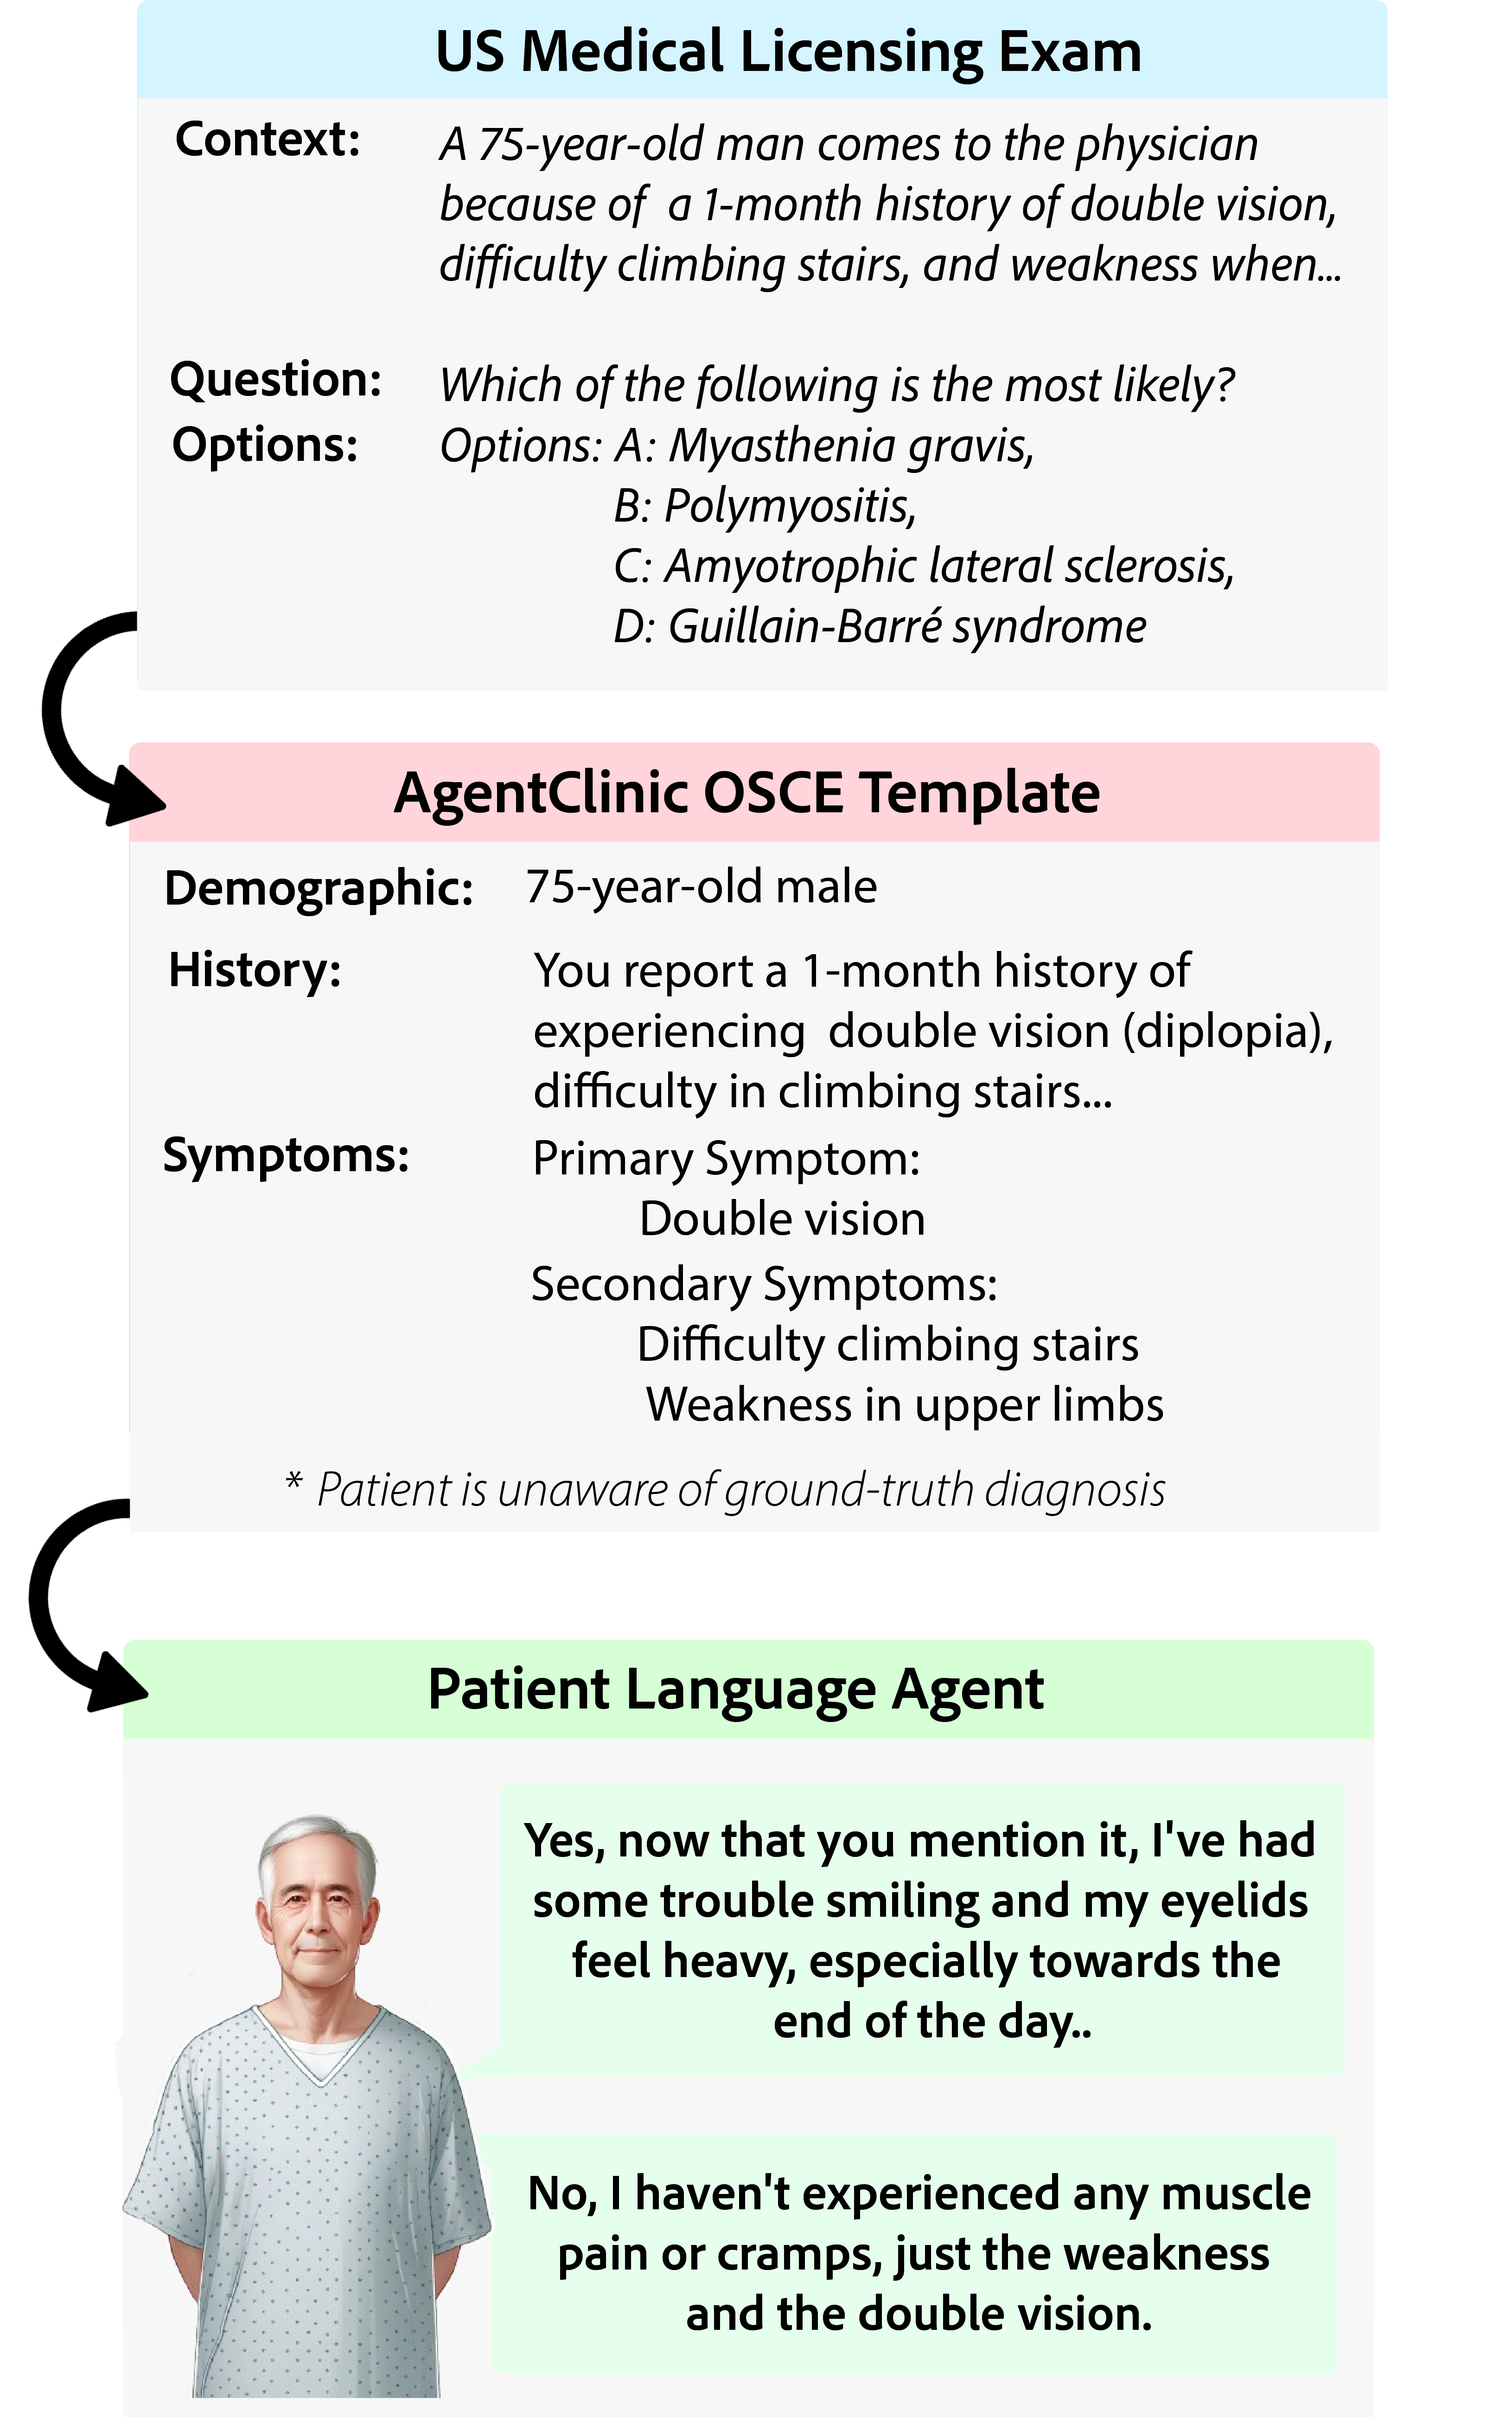 US Medical Licensing Exam
Context: A 75-year-old man comes to the physician
because of a 1-month history of double vision,
difficulty climbing stairs, and weakness when...
Question: Which of the following is the most likely?
Options: Options: A: Myasthenia gravis,
B: Polymyositis,
C: Amyotrophic lateral sclerosis,
D: Guillain-Barré syndrome
AgentClinic OSCE Template
Demographic: 75-year-old male
History: You report a 1-month history of
experiencing double vision (diplopia),
difficulty in climbing stairs...
Symptoms: Primary Symptom:
Double vision
Secondary Symptoms:
Difficulty climbing stairs
Weakness in upper limbs
* Patient is unaware of ground-truth diagnosis
Patient Language Agent
Yes, now that you mention it, I've had
some trouble smiling and my eyelids
feel heavy, especially towards the
end of the day..
No, I haven't experienced any muscle
pain or cramps, just the weakness
and the double vision.